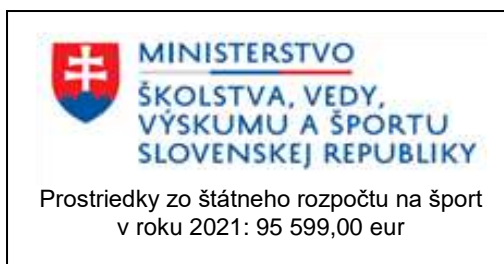 MINISTERSTVO
ŠKOLSTVA, VEDY,
VÝSKUMU A ŠPORTU
SLOVENSKEJ REPUBLIKY
Prostriedky zo štátneho rozpočtu na šport
v roku 2021: 95 599,00 eur